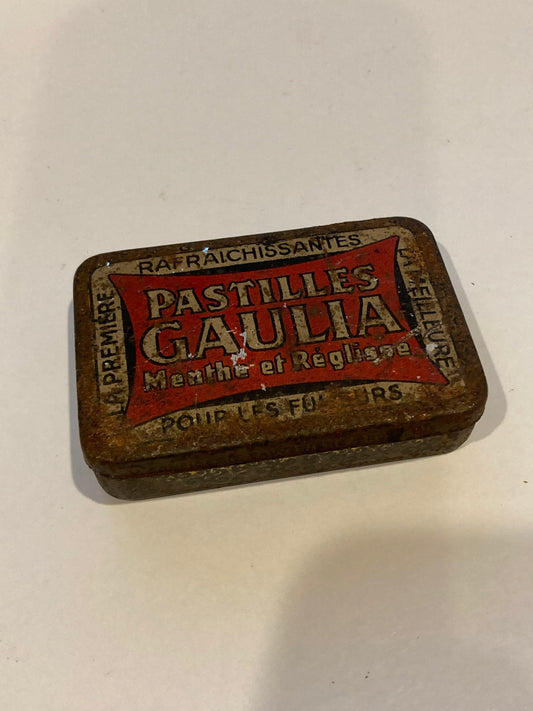 RAFRAICHISSANTES
LA PREMIÈRE
PASTILLES
GAULIA
Menthe et Réglisse
LA MEILLEURE
POUR LES FUMEURS